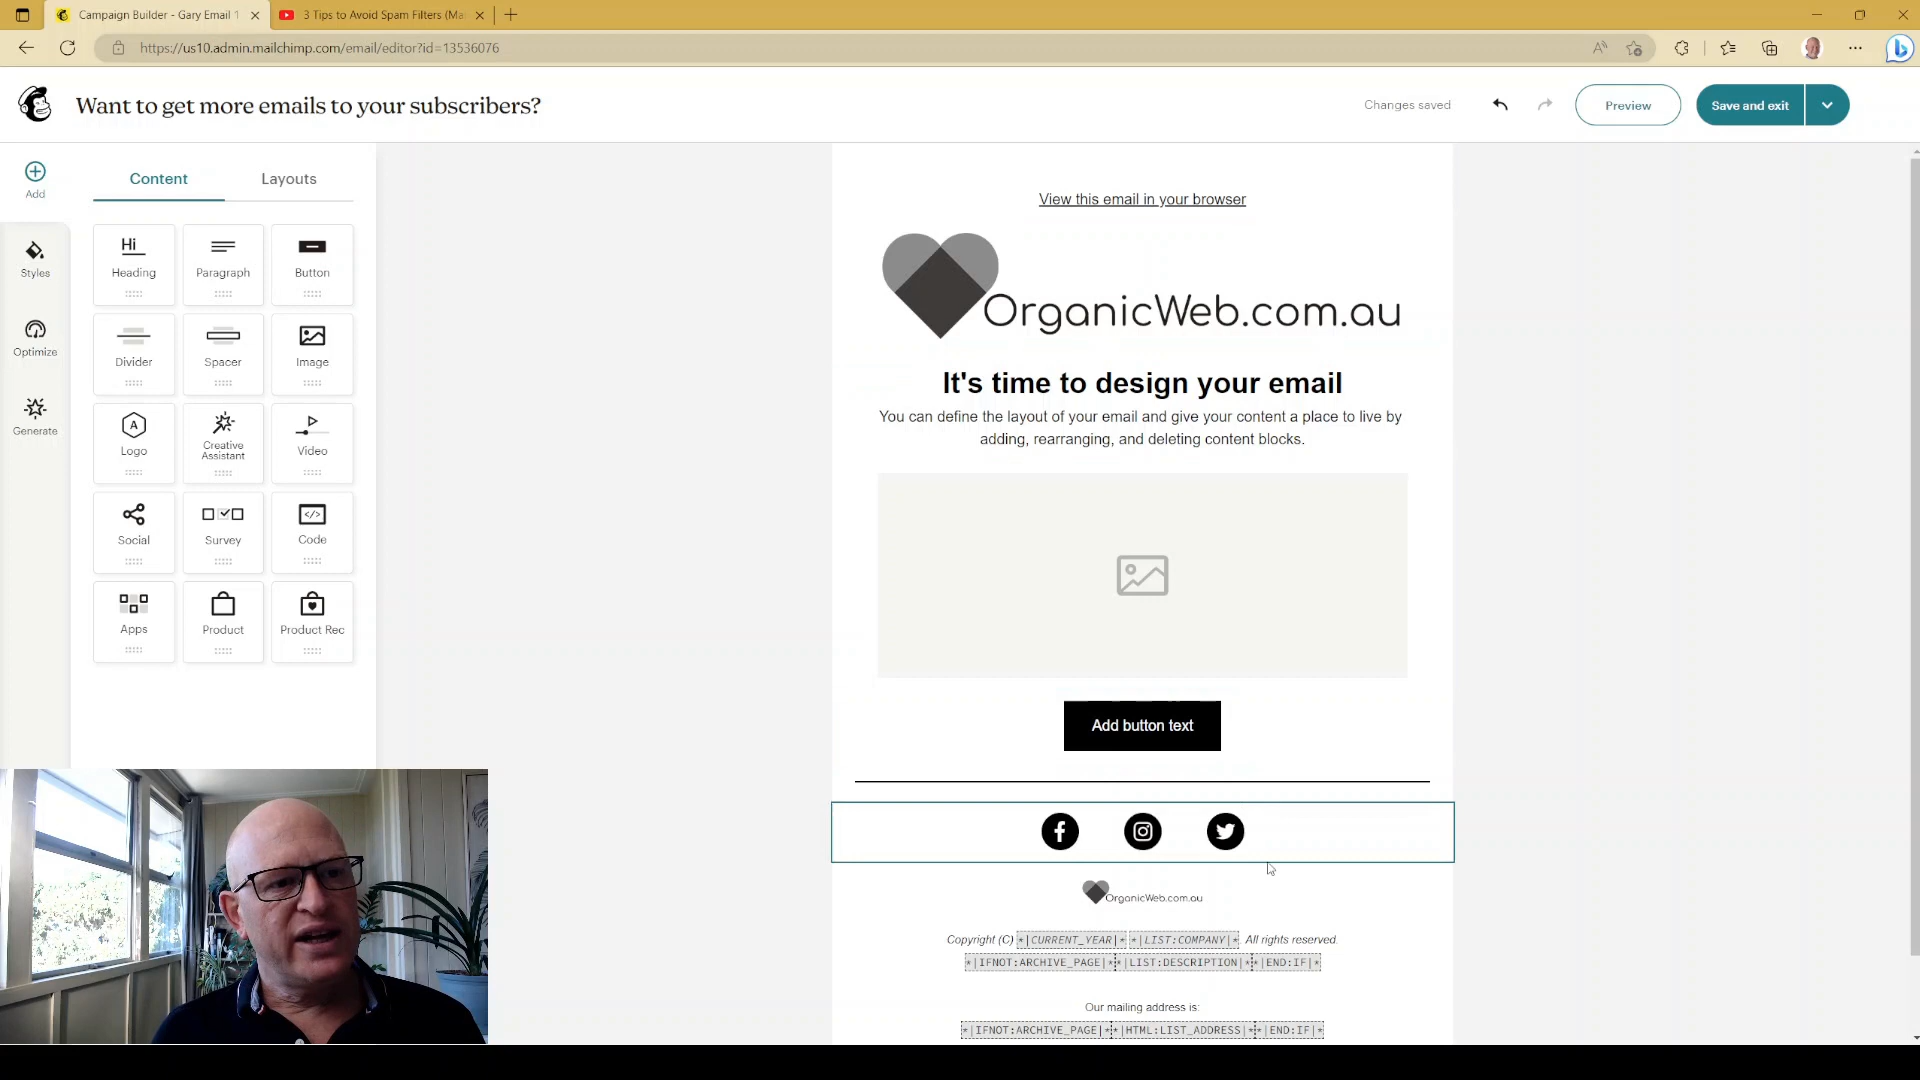 Campaign Builder - Gary Email 1
3 Tips to Avoid Spam Filters (Ma
https://us10.admin.mailchimp.com/email/editor?id=13536076
Want to get more emails to your subscribers?
Changes saved
Preview
Save and exit
Add
Content
Layouts
Styles
Optimize
Generate
Hi
Heading
Paragraph
Button
Divider
Spacer
Image
A
Logo
Creative
Assistant
Video
Social
Survey
</>
Code
Apps
Product
Product Rec
View this email in your browser
OrganicWeb.com.au
It's time to design your email
You can define the layout of your email and give your content a place to live by
adding, rearranging, and deleting content blocks.
Add button text
OrganicWeb.com.au
Copyright (C) *|CURRENT_YEAR|* *|LIST:COMPANY|*. All rights reserved.
*|IFNOT:ARCHIVE_PAGE|* *|LIST:DESCRIPTION|* *|END:IF|*
Our mailing address is:
*|IFNOT:ARCHIVE_PAGE|* *|HTML:LIST_ADDRESS|* *|END:IF|*